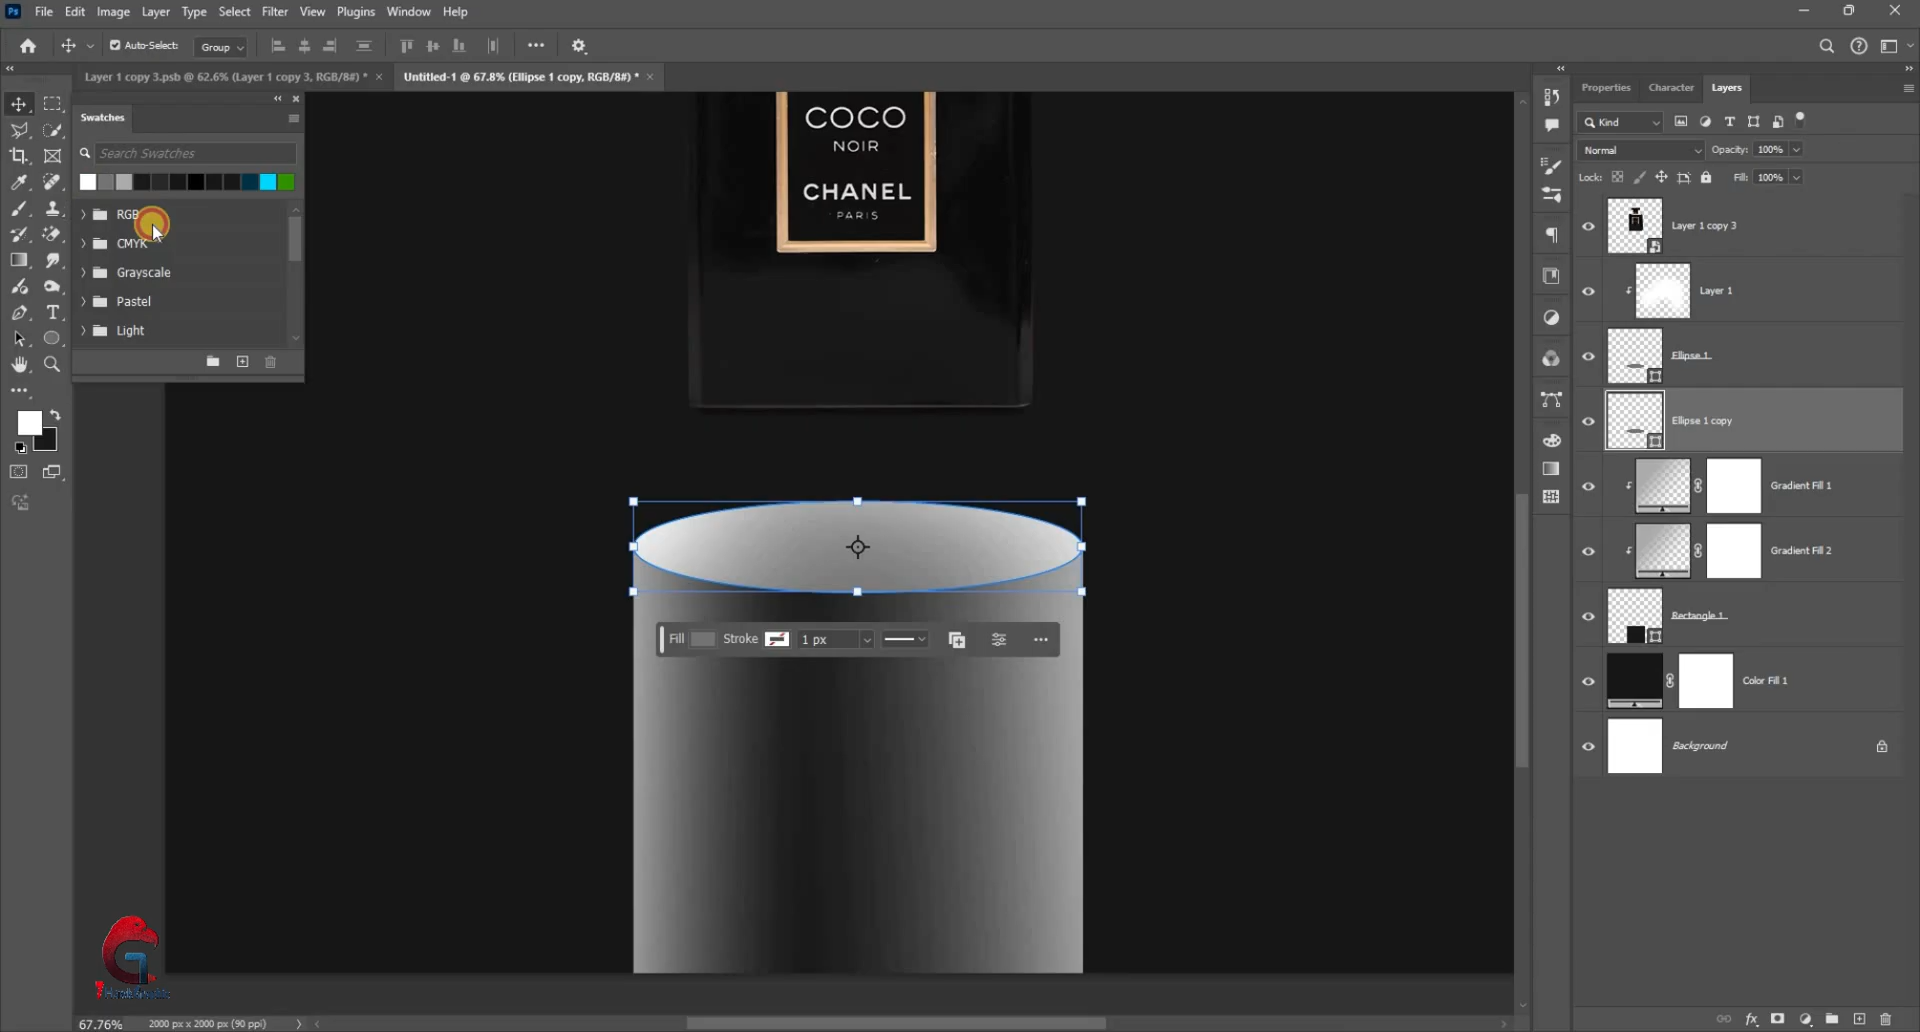 Ps File Edit Image Layer Type Select Filter View Plugins Window Help
Auto-Select: Group
Layer 1 copy 3.psb @ 62.6% (Layer 1 copy 3, RGB/8#) *
Untitled-1 @ 67.8% (Ellipse 1 copy, RGB/8#) *
Swatches
Search Swatches
RGB
CMYK
Grayscale
Pastel
Light
COCO
NOIR
CHANEL
PARIS
Fill Stroke 1 px
Properties Character Layers
Kind
Normal Opacity: 100%
Lock: Fill: 100%
Layer 1 copy 3
Layer 1
Ellipse 1
Ellipse 1 copy
Gradient Fill 1
Gradient Fill 2
Rectangle 1
Color Fill 1
Background
67.76% 2000 px x 2000 px (90 ppi)